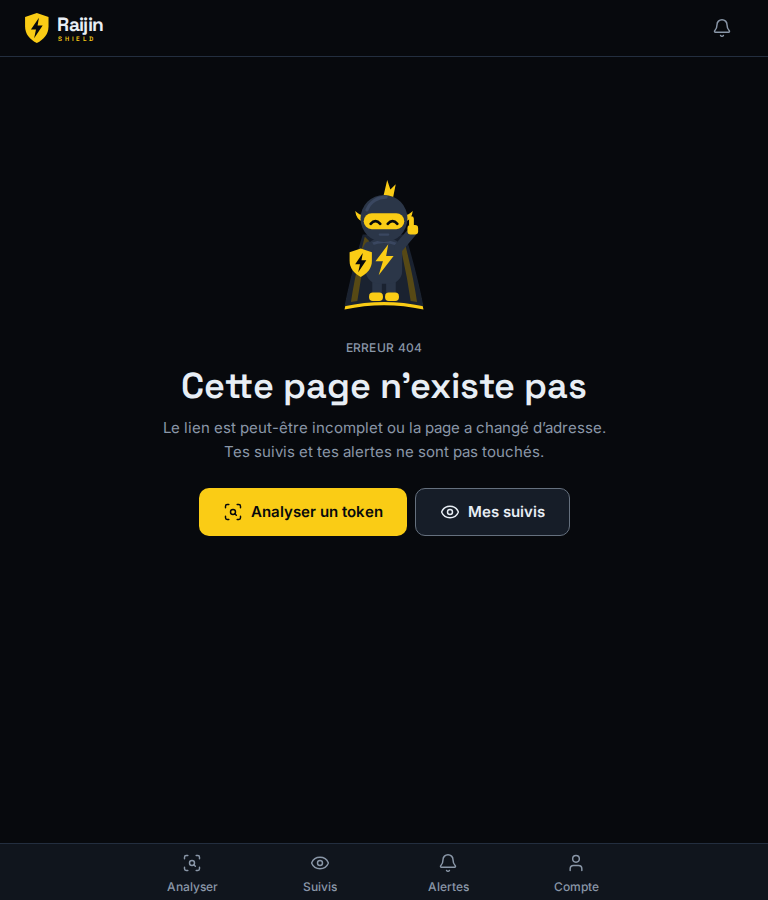 Raijin
SHIELD
ERREUR 404
Cette page n’existe pas
Le lien est peut-être incomplet ou la page a changé d’adresse.
Tes suivis et tes alertes ne sont pas touchés.
Analyser un token
Mes suivis
Analyser
Suivis
Alertes
Compte